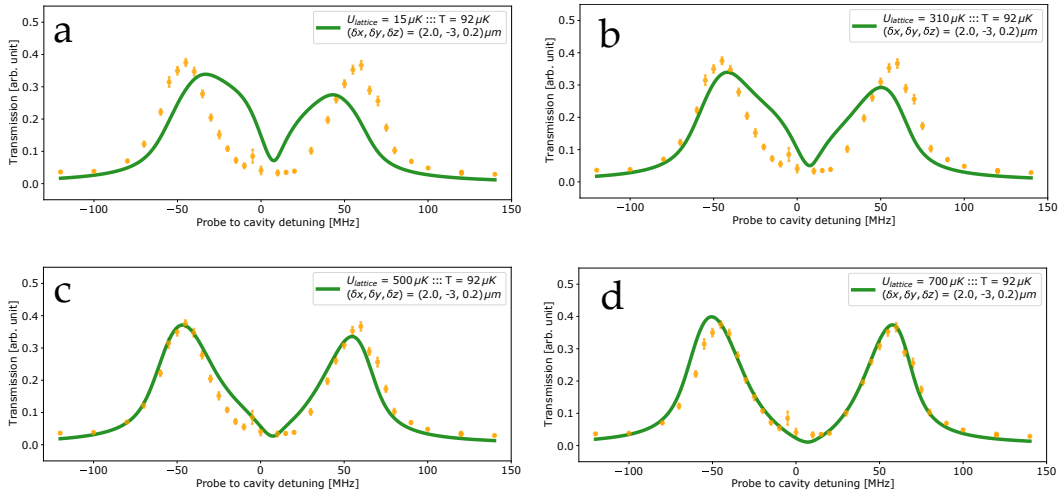 a
U_lattice = 15 μK ::: T = 92 μK
(δx, δy, δz) = (2.0, -3, 0.2)μm
Transmission [arb. unit]
0.5
0.4
0.3
0.2
0.1
0.0
−100
−50
0
50
100
150
Probe to cavity detuning [MHz]
b
U_lattice = 310 μK ::: T = 92 μK
(δx, δy, δz) = (2.0, -3, 0.2)μm
Transmission [arb. unit]
0.5
0.4
0.3
0.2
0.1
0.0
−100
−50
0
50
100
150
Probe to cavity detuning [MHz]
c
U_lattice = 500 μK ::: T = 92 μK
(δx, δy, δz) = (2.0, -3, 0.2)μm
Transmission [arb. unit]
0.5
0.4
0.3
0.2
0.1
0.0
−100
−50
0
50
100
150
Probe to cavity detuning [MHz]
d
U_lattice = 700 μK ::: T = 92 μK
(δx, δy, δz) = (2.0, -3, 0.2)μm
Transmission [arb. unit]
0.5
0.4
0.3
0.2
0.1
0.0
−100
−50
0
50
100
150
Probe to cavity detuning [MHz]